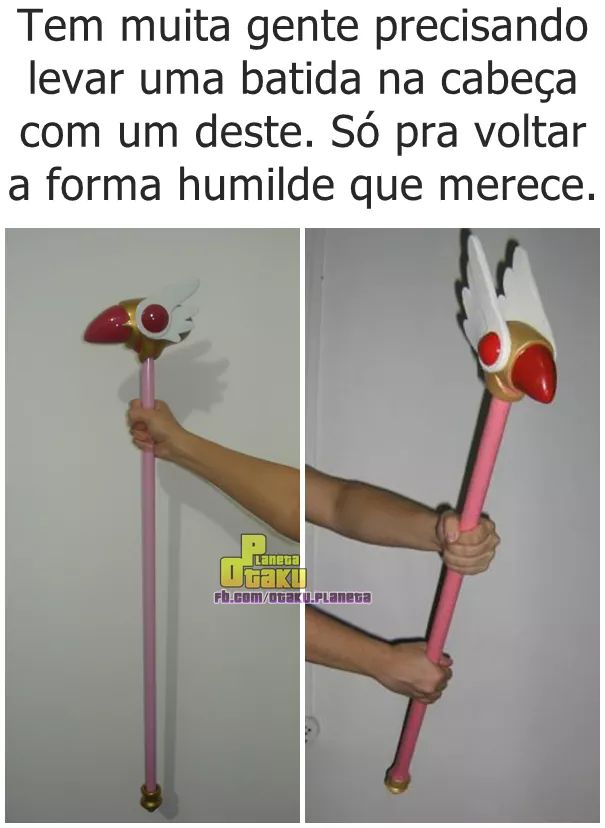 Tem muita gente precisando
levar uma batida na cabeça
com um deste. Só pra voltar
a forma humilde que merece.
Planeta
Otaku
fb.com/otaku.planeta